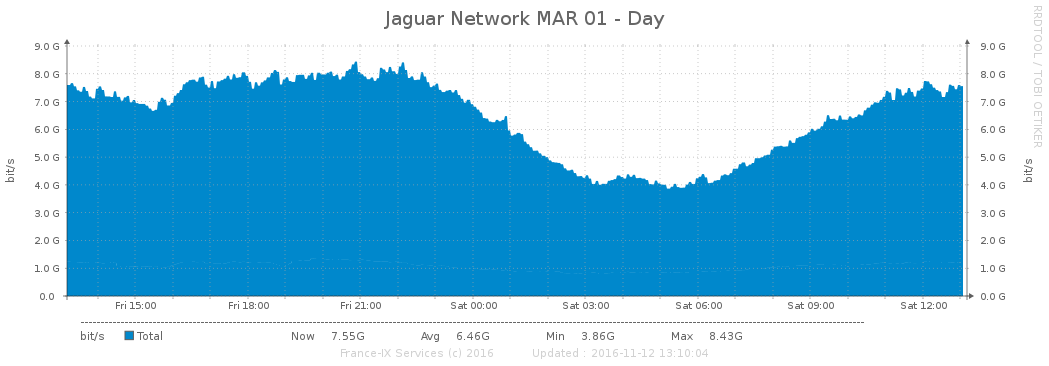 Jaguar Network MAR 01 - Day
RRDTOOL / TOBI OETIKER
bit/s
9.0 G
8.0 G
7.0 G
6.0 G
5.0 G
4.0 G
3.0 G
2.0 G
1.0 G
0.0
9.0 G
8.0 G
7.0 G
6.0 G
5.0 G
4.0 G
3.0 G
2.0 G
1.0 G
0.0 G
bit/s
Fri 15:00 Fri 18:00 Fri 21:00 Sat 00:00 Sat 03:00 Sat 06:00 Sat 09:00 Sat 12:00
bit/s Total Now 7.55G Avg 6.46G Min 3.86G Max 8.43G
France-IX Services (c) 2016 Updated : 2016-11-12 13:10:04